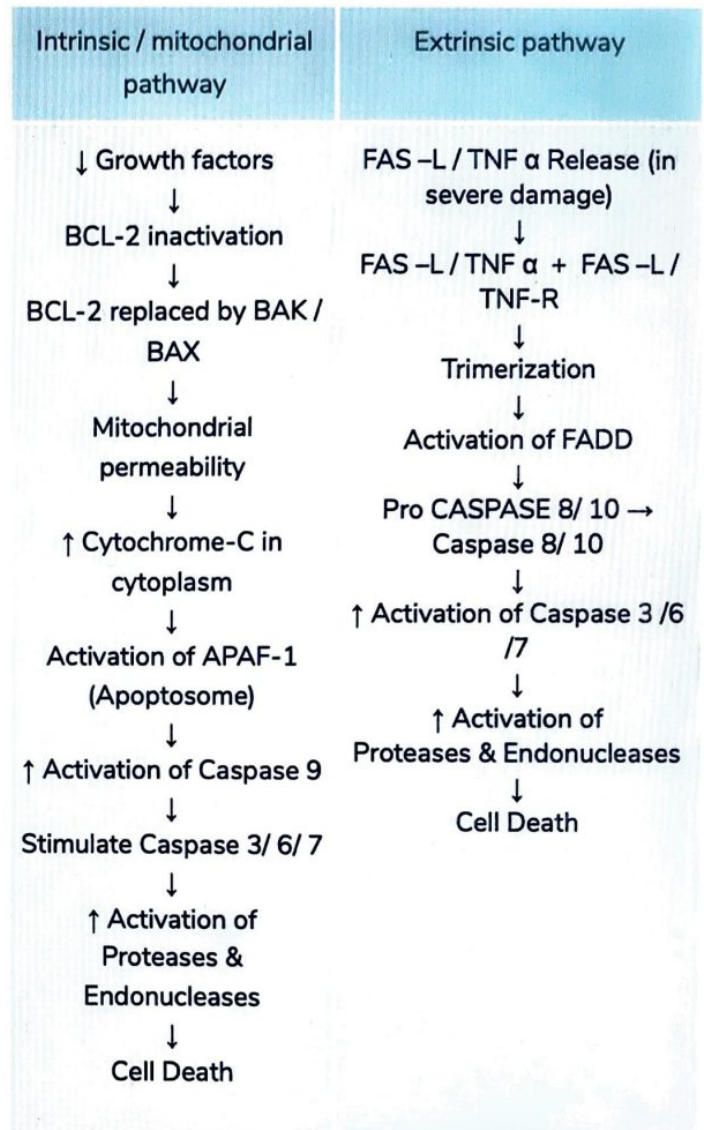 Intrinsic / mitochondrial
pathway
↓ Growth factors
↓
BCL-2 inactivation
↓
BCL-2 replaced by BAK /
BAX
↓
Mitochondrial
permeability
↓
↑ Cytochrome-C in
cytoplasm
↓
Activation of APAF-1
(Apoptosome)
↓
↑ Activation of Caspase 9
↓
Stimulate Caspase 3/ 6/ 7
↓
↑ Activation of
Proteases &
Endonucleases
↓
Cell Death
Extrinsic pathway
FAS –L / TNF α Release (in
severe damage)
↓
FAS –L / TNF α + FAS –L /
TNF-R
↓
Trimerization
↓
Activation of FADD
↓
Pro CASPASE 8/ 10 →
Caspase 8/ 10
↓
↑ Activation of Caspase 3 /6
/7
↓
↑ Activation of
Proteases & Endonucleases
↓
Cell Death